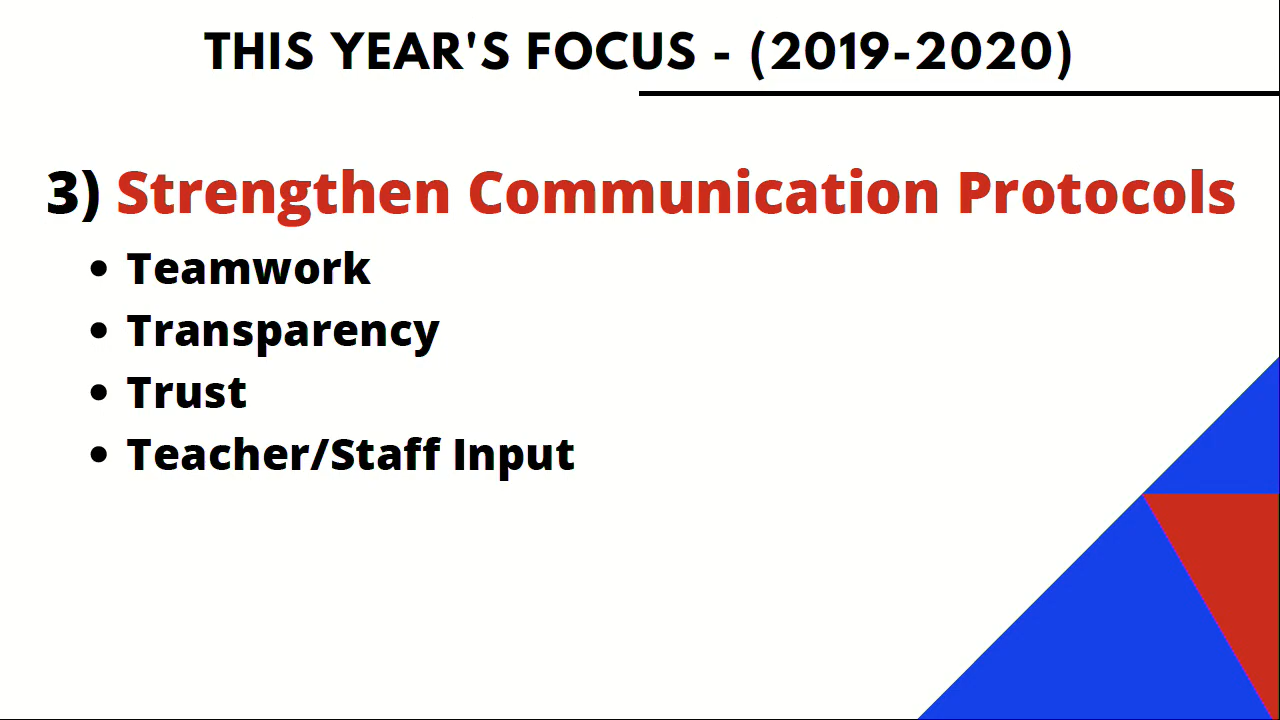 THIS YEAR'S FOCUS - (2019-2020)
3) Strengthen Communication Protocols
• Teamwork
• Transparency
• Trust
• Teacher/Staff Input